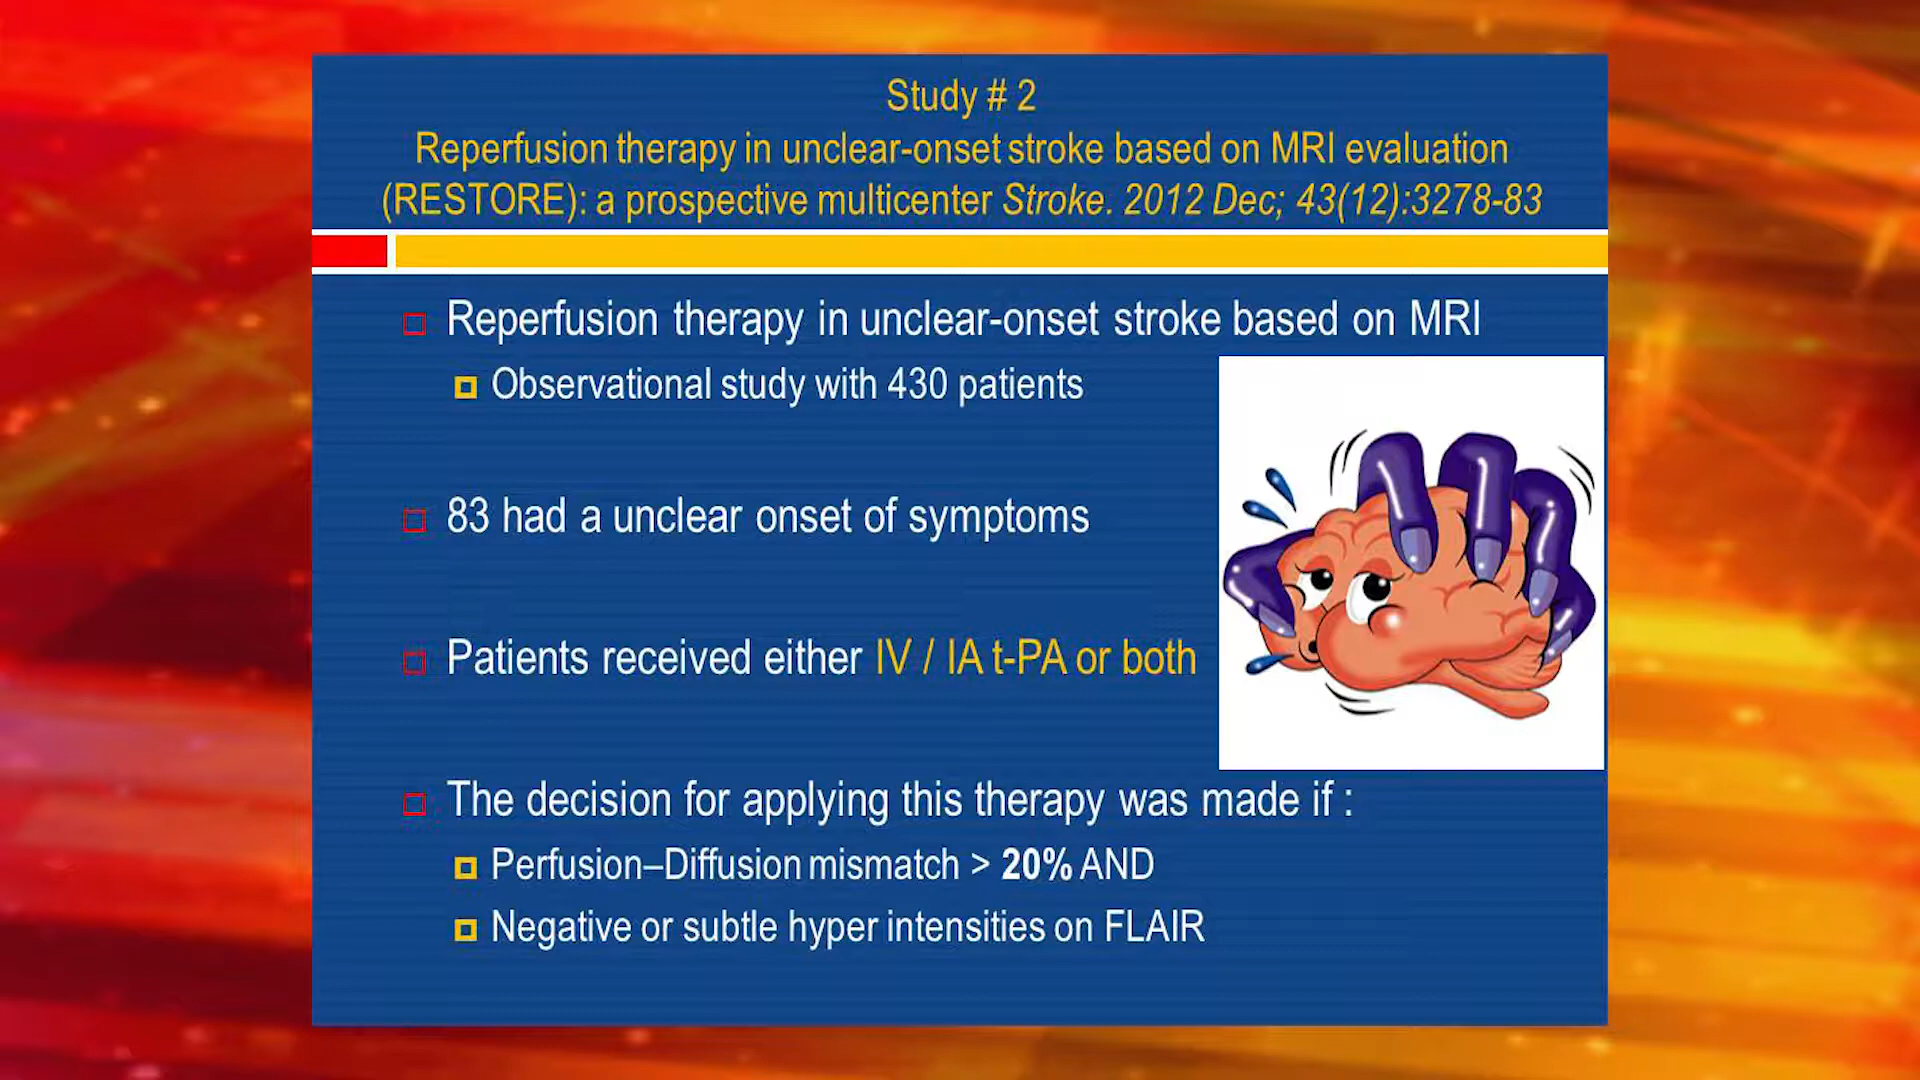 Study # 2
Reperfusion therapy in unclear-onset stroke based on MRI evaluation
(RESTORE): a prospective multicenter Stroke. 2012 Dec; 43(12):3278-83
Reperfusion therapy in unclear-onset stroke based on MRI
Observational study with 430 patients
83 had a unclear onset of symptoms
Patients received either IV / IA t-PA or both
The decision for applying this therapy was made if :
Perfusion–Diffusion mismatch > 20% AND
Negative or subtle hyper intensities on FLAIR